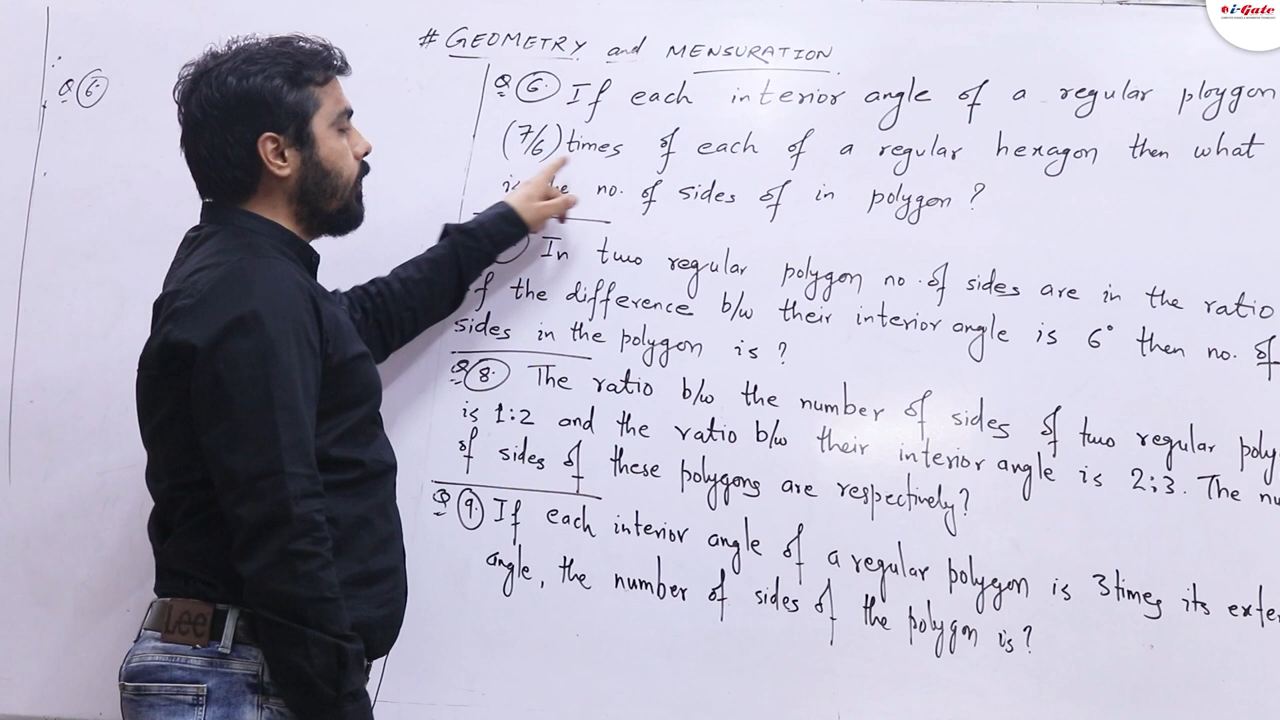 i-Gate
# GEOMETRY and MENSURATION
Q 6.
Q 6. If each interior angle of a regular ploygon
(7/6) times of each of a regular hexagon then what
no. of sides of in polygon?
In two regular polygon no. of sides are in the ratio
if the difference b/w their interior angle is 6° then no. of
sides in the polygon is?
Q 8. The ratio b/w the number of sides of two regular poly
is 1:2 and the ratio b/w their interior angle is 2:3. The nu
of sides of these polygons are respectively?
Q 9. If each interior angle of a regular polygon is 3 times its exte
angle, the number of sides of the polygon is?
Lee